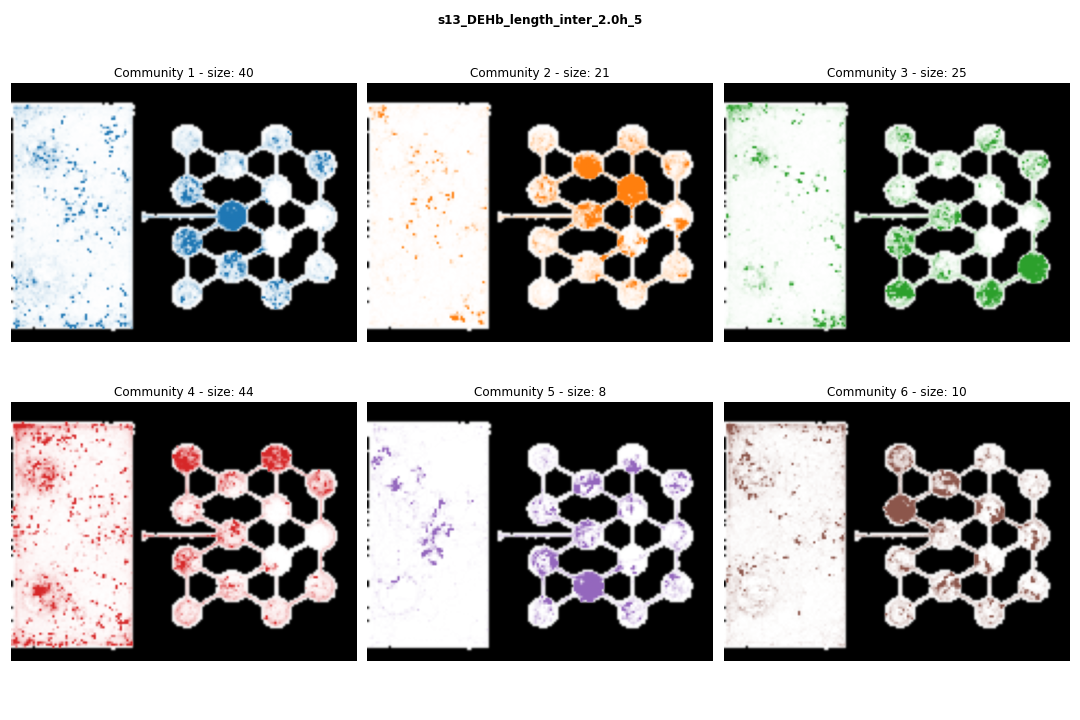 s13_DEHb_length_inter_2.0h_5
Community 1 - size: 40
Community 2 - size: 21
Community 3 - size: 25
Community 4 - size: 44
Community 5 - size: 8
Community 6 - size: 10